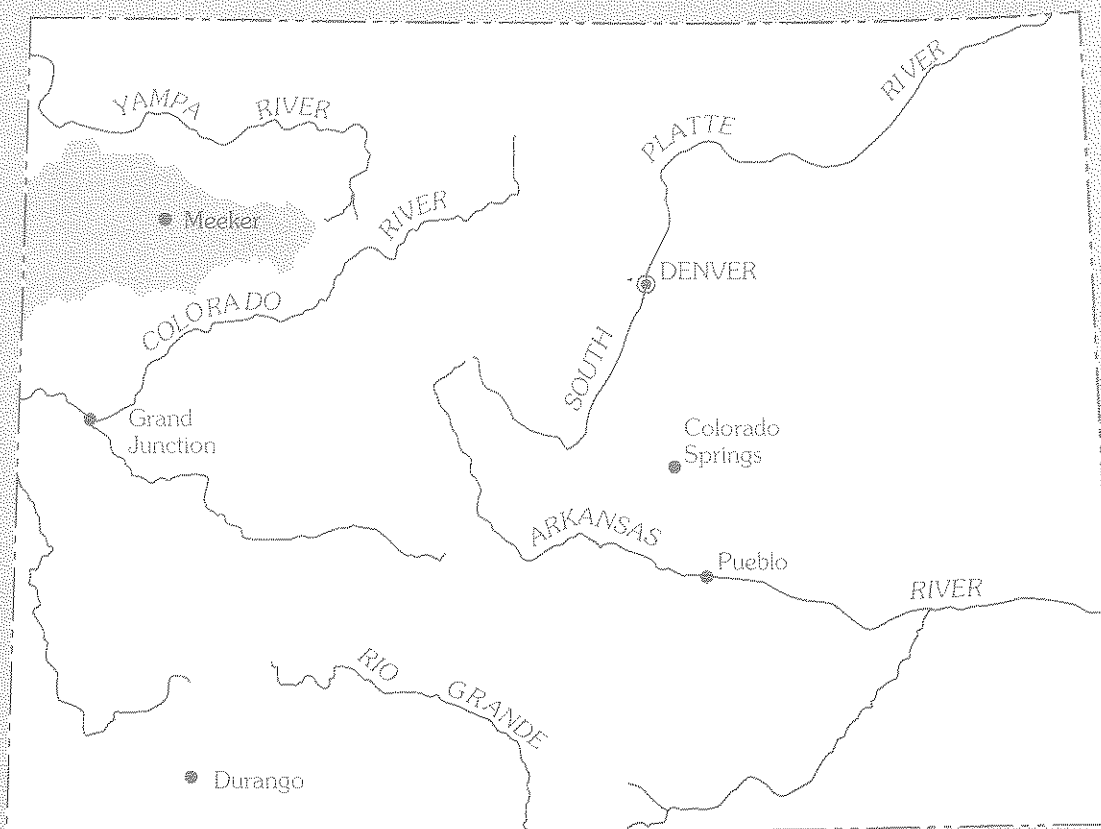 YAMPA RIVER
PLATTE RIVER
Meeker
COLORADO RIVER
DENVER
SOUTH
Grand
Junction
Colorado
Springs
ARKANSAS RIVER
Pueblo
RIO GRANDE
Durango